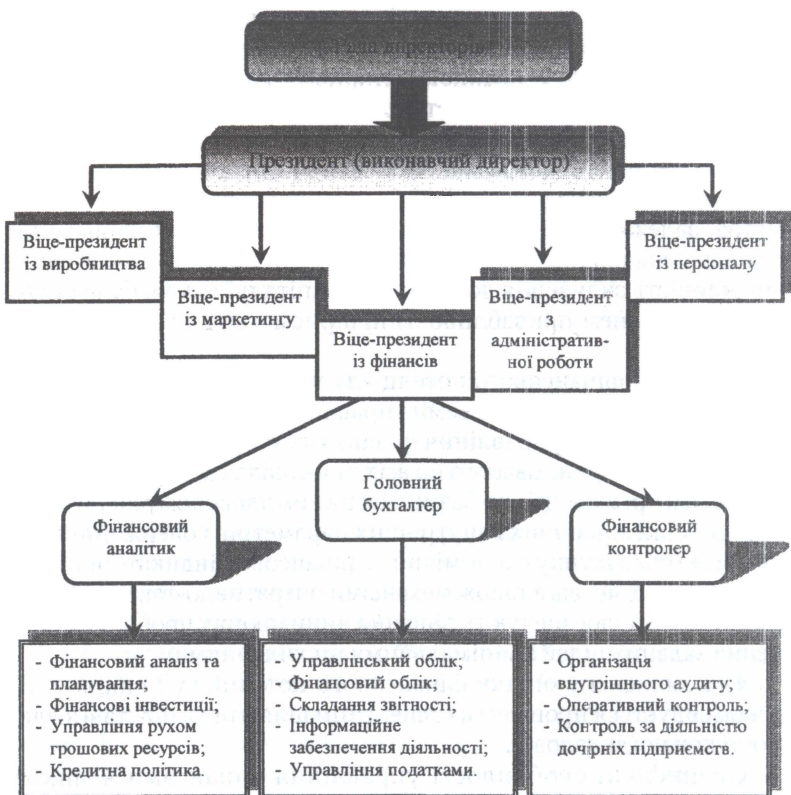 Рада директорів
Президент (виконавчий директор)
Віце-президент
із виробництва
Віце-президент
із маркетингу
Віце-президент
із фінансів
Віце-президент
з
адміністратив-
ної роботи
Віце-президент
із персоналу
Фінансовий
аналітик
Головний
бухгалтер
Фінансовий
контролер
- Фінансовий аналіз та
планування;
- Фінансові інвестиції;
- Управління рухом
грошових ресурсів;
- Кредитна політика.
- Управлінський облік;
- Фінансовий облік;
- Складання звітності;
- Інформаційне
забезпечення діяльності;
- Управління податками.
- Організація
внутрішнього аудиту;
- Оперативний контроль;
- Контроль за діяльністю
дочірніх підприємств.